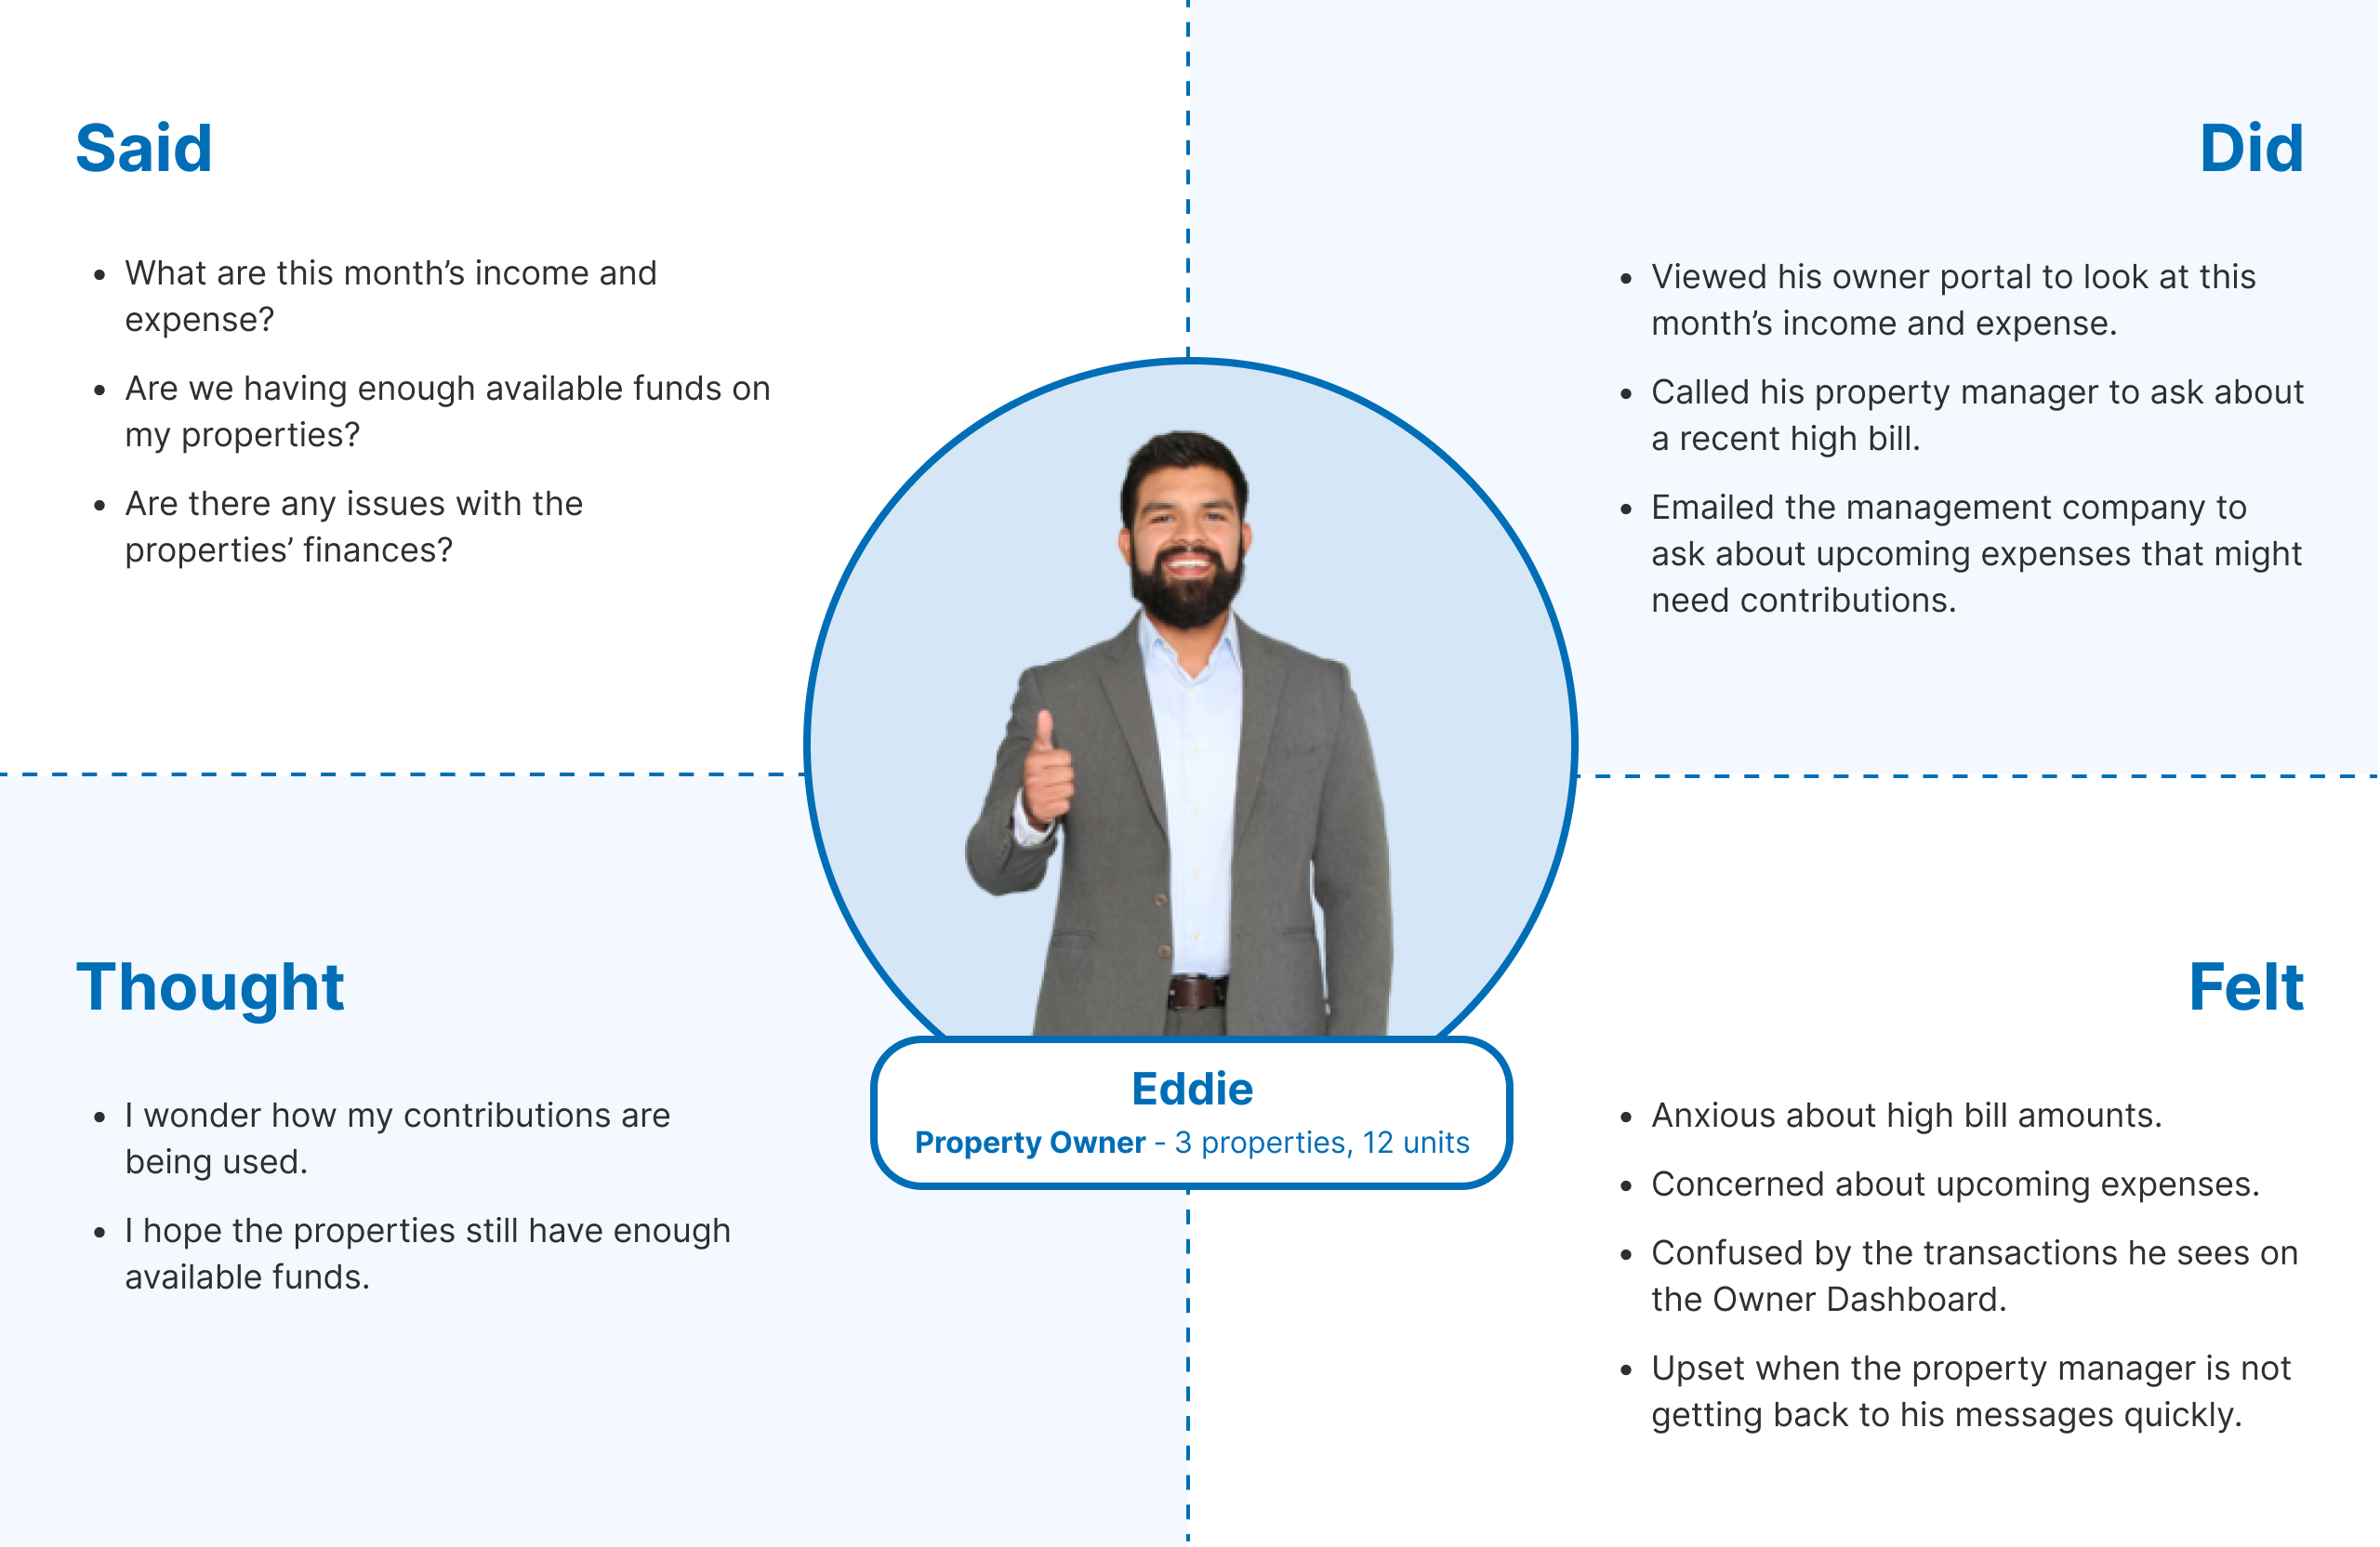 Said
• What are this month’s income and
expense?
• Are we having enough available funds on
my properties?
• Are there any issues with the
properties’ finances?
Did
• Viewed his owner portal to look at this
month’s income and expense.
• Called his property manager to ask about
a recent high bill.
• Emailed the management company to
ask about upcoming expenses that might
need contributions.
Eddie
Property Owner - 3 properties, 12 units
Thought
• I wonder how my contributions are
being used.
• I hope the properties still have enough
available funds.
Felt
• Anxious about high bill amounts.
• Concerned about upcoming expenses.
• Confused by the transactions he sees on
the Owner Dashboard.
• Upset when the property manager is not
getting back to his messages quickly.